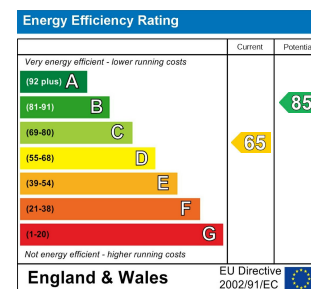 Energy Efficiency Rating
Current Potentia
Very energy efficient - lower running costs
(92 plus) A
(81-91) B
(69-80) C
(55-68) D
(39-54) E
(21-38) F
(1-20) G
65
85
Not energy efficient - higher running costs
England & Wales
EU Directive
2002/91/EC